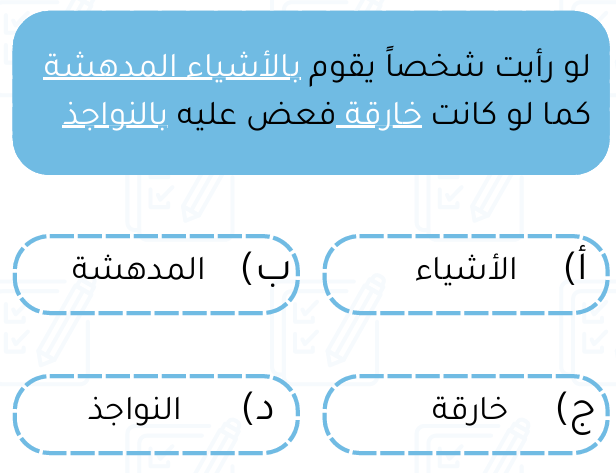 لو رأيت شخصاً يقوم بالأشياء المدهشة
كما لو كانت خارقة فعض عليه بالنواجذ
أ) الأشياء
ب) المدهشة
ج) خارقة
د) النواجذ